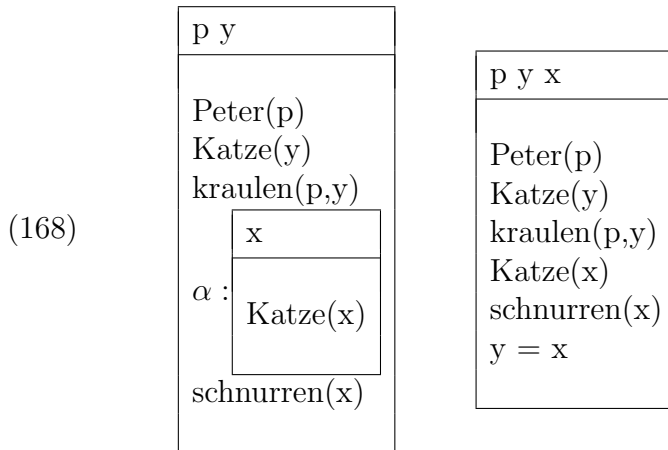 (168)
p y
Peter(p)
Katze(y)
kraulen(p,y)
α :
x
Katze(x)
schnurren(x)
p y x
Peter(p)
Katze(y)
kraulen(p,y)
Katze(x)
schnurren(x)
y = x